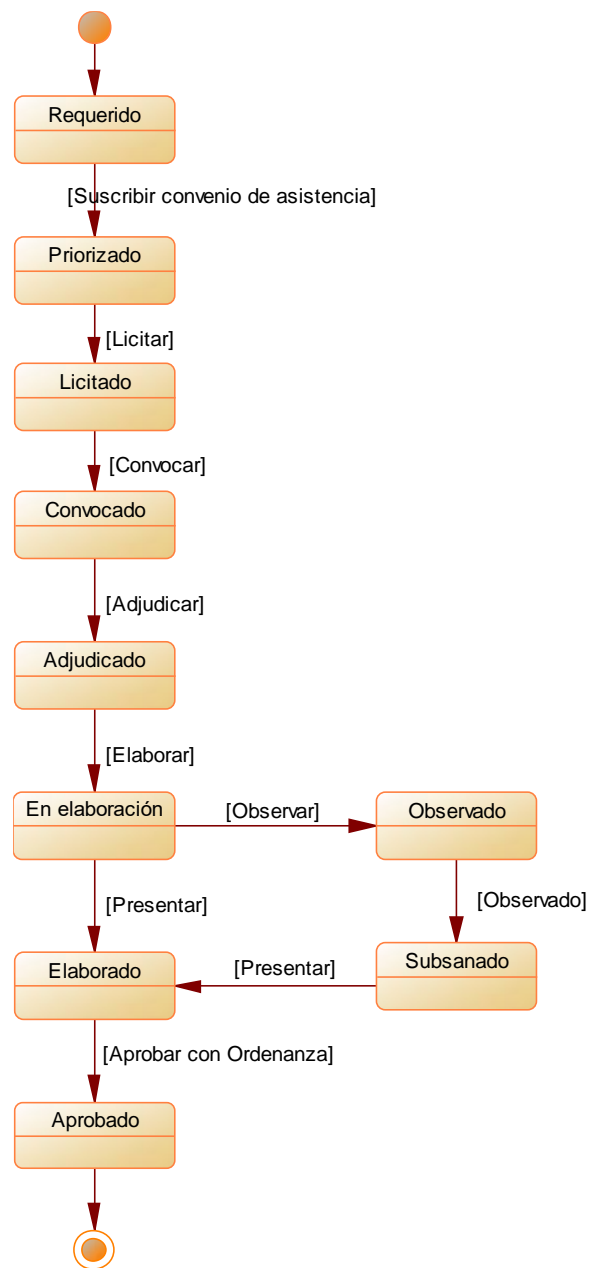 Requerido
[Suscribir convenio de asistencia]
Priorizado
[Licitar]
Licitado
[Convocar]
Convocado
[Adjudicar]
Adjudicado
[Elaborar]
En elaboración
[Observar]
Observado
[Presentar]
[Observado]
Elaborado
[Presentar]
Subsanado
[Aprobar con Ordenanza]
Aprobado